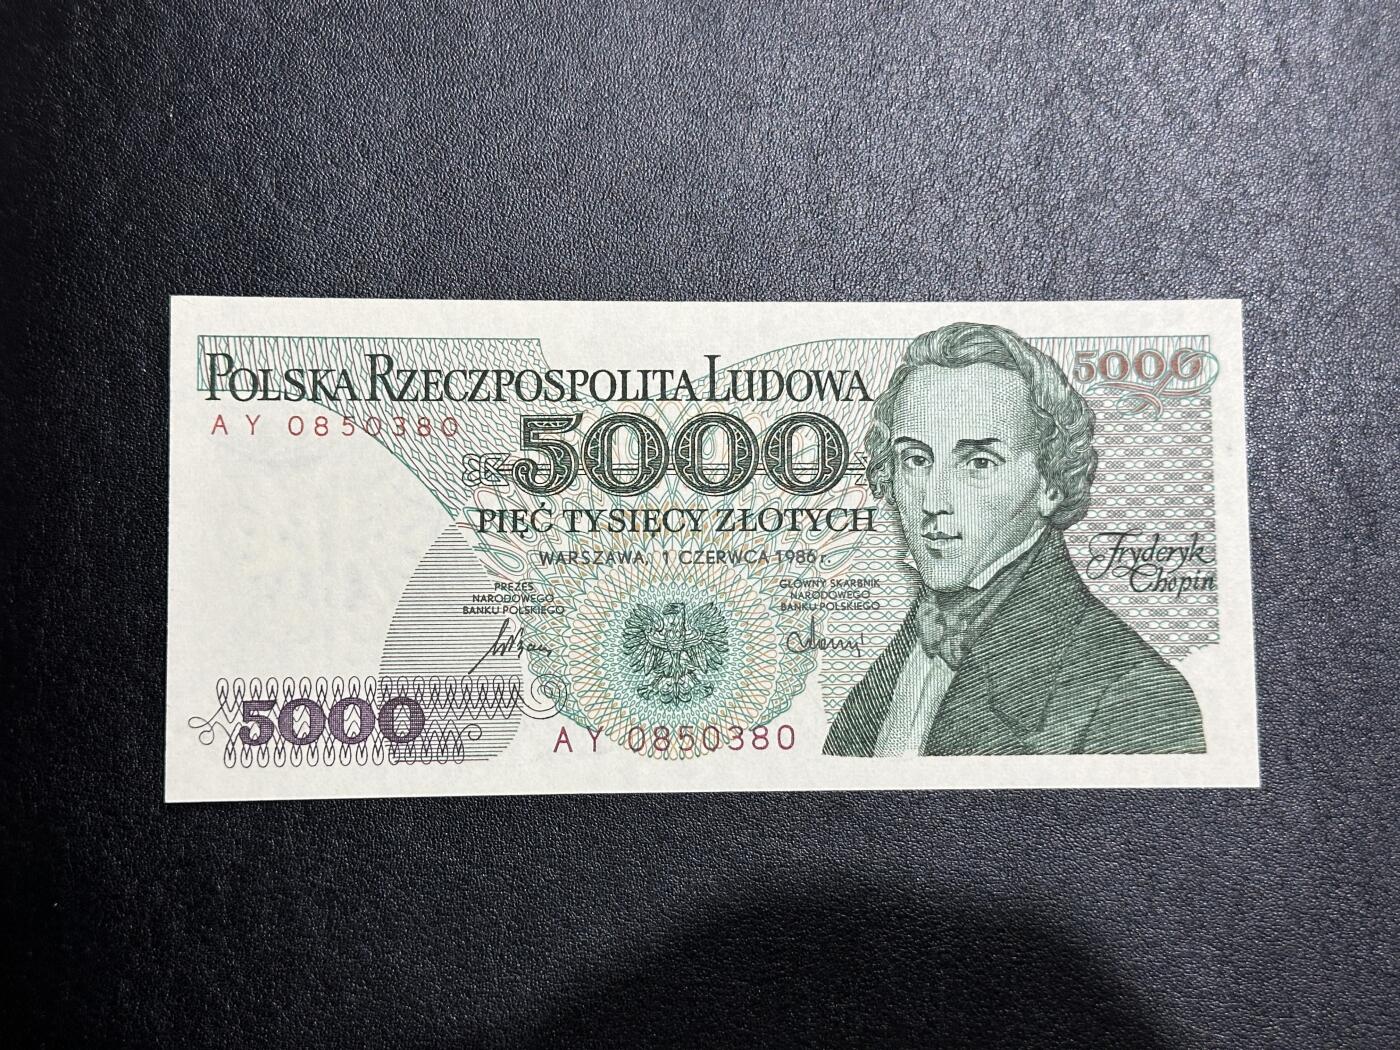 POLSKA RZECZPOSPOLITA LUDOWA
5000
AY 0850380
5000
PIĘĆ TYSIĘCY ZŁOTYCH
WARSZAWA, 1 CZERWCA 1986 r.
PREZES
NARODOWEGO
BANKU POLSKIEGO
GŁÓWNY SKARBNIK
NARODOWEGO
BANKU POLSKIEGO
Fryderyk
Chopin
5000
AY 0850380